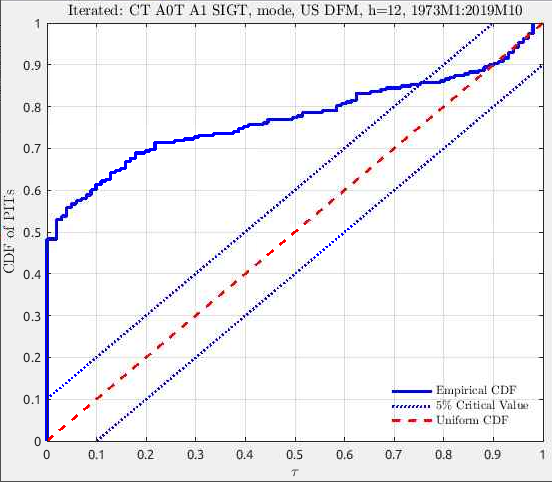 Iterated: CT A0T A1 SIGT, mode, US DFM, h=12, 1973M1:2019M10
1
0.9
0.8
0.7
0.6
0.5
0.4
0.3
0.2
0.1
0
CDF of PITs
Empirical CDF
5% Critical Value
Uniform CDF
0 0.1 0.2 0.3 0.4 0.5 0.6 0.7 0.8 0.9 1
τ